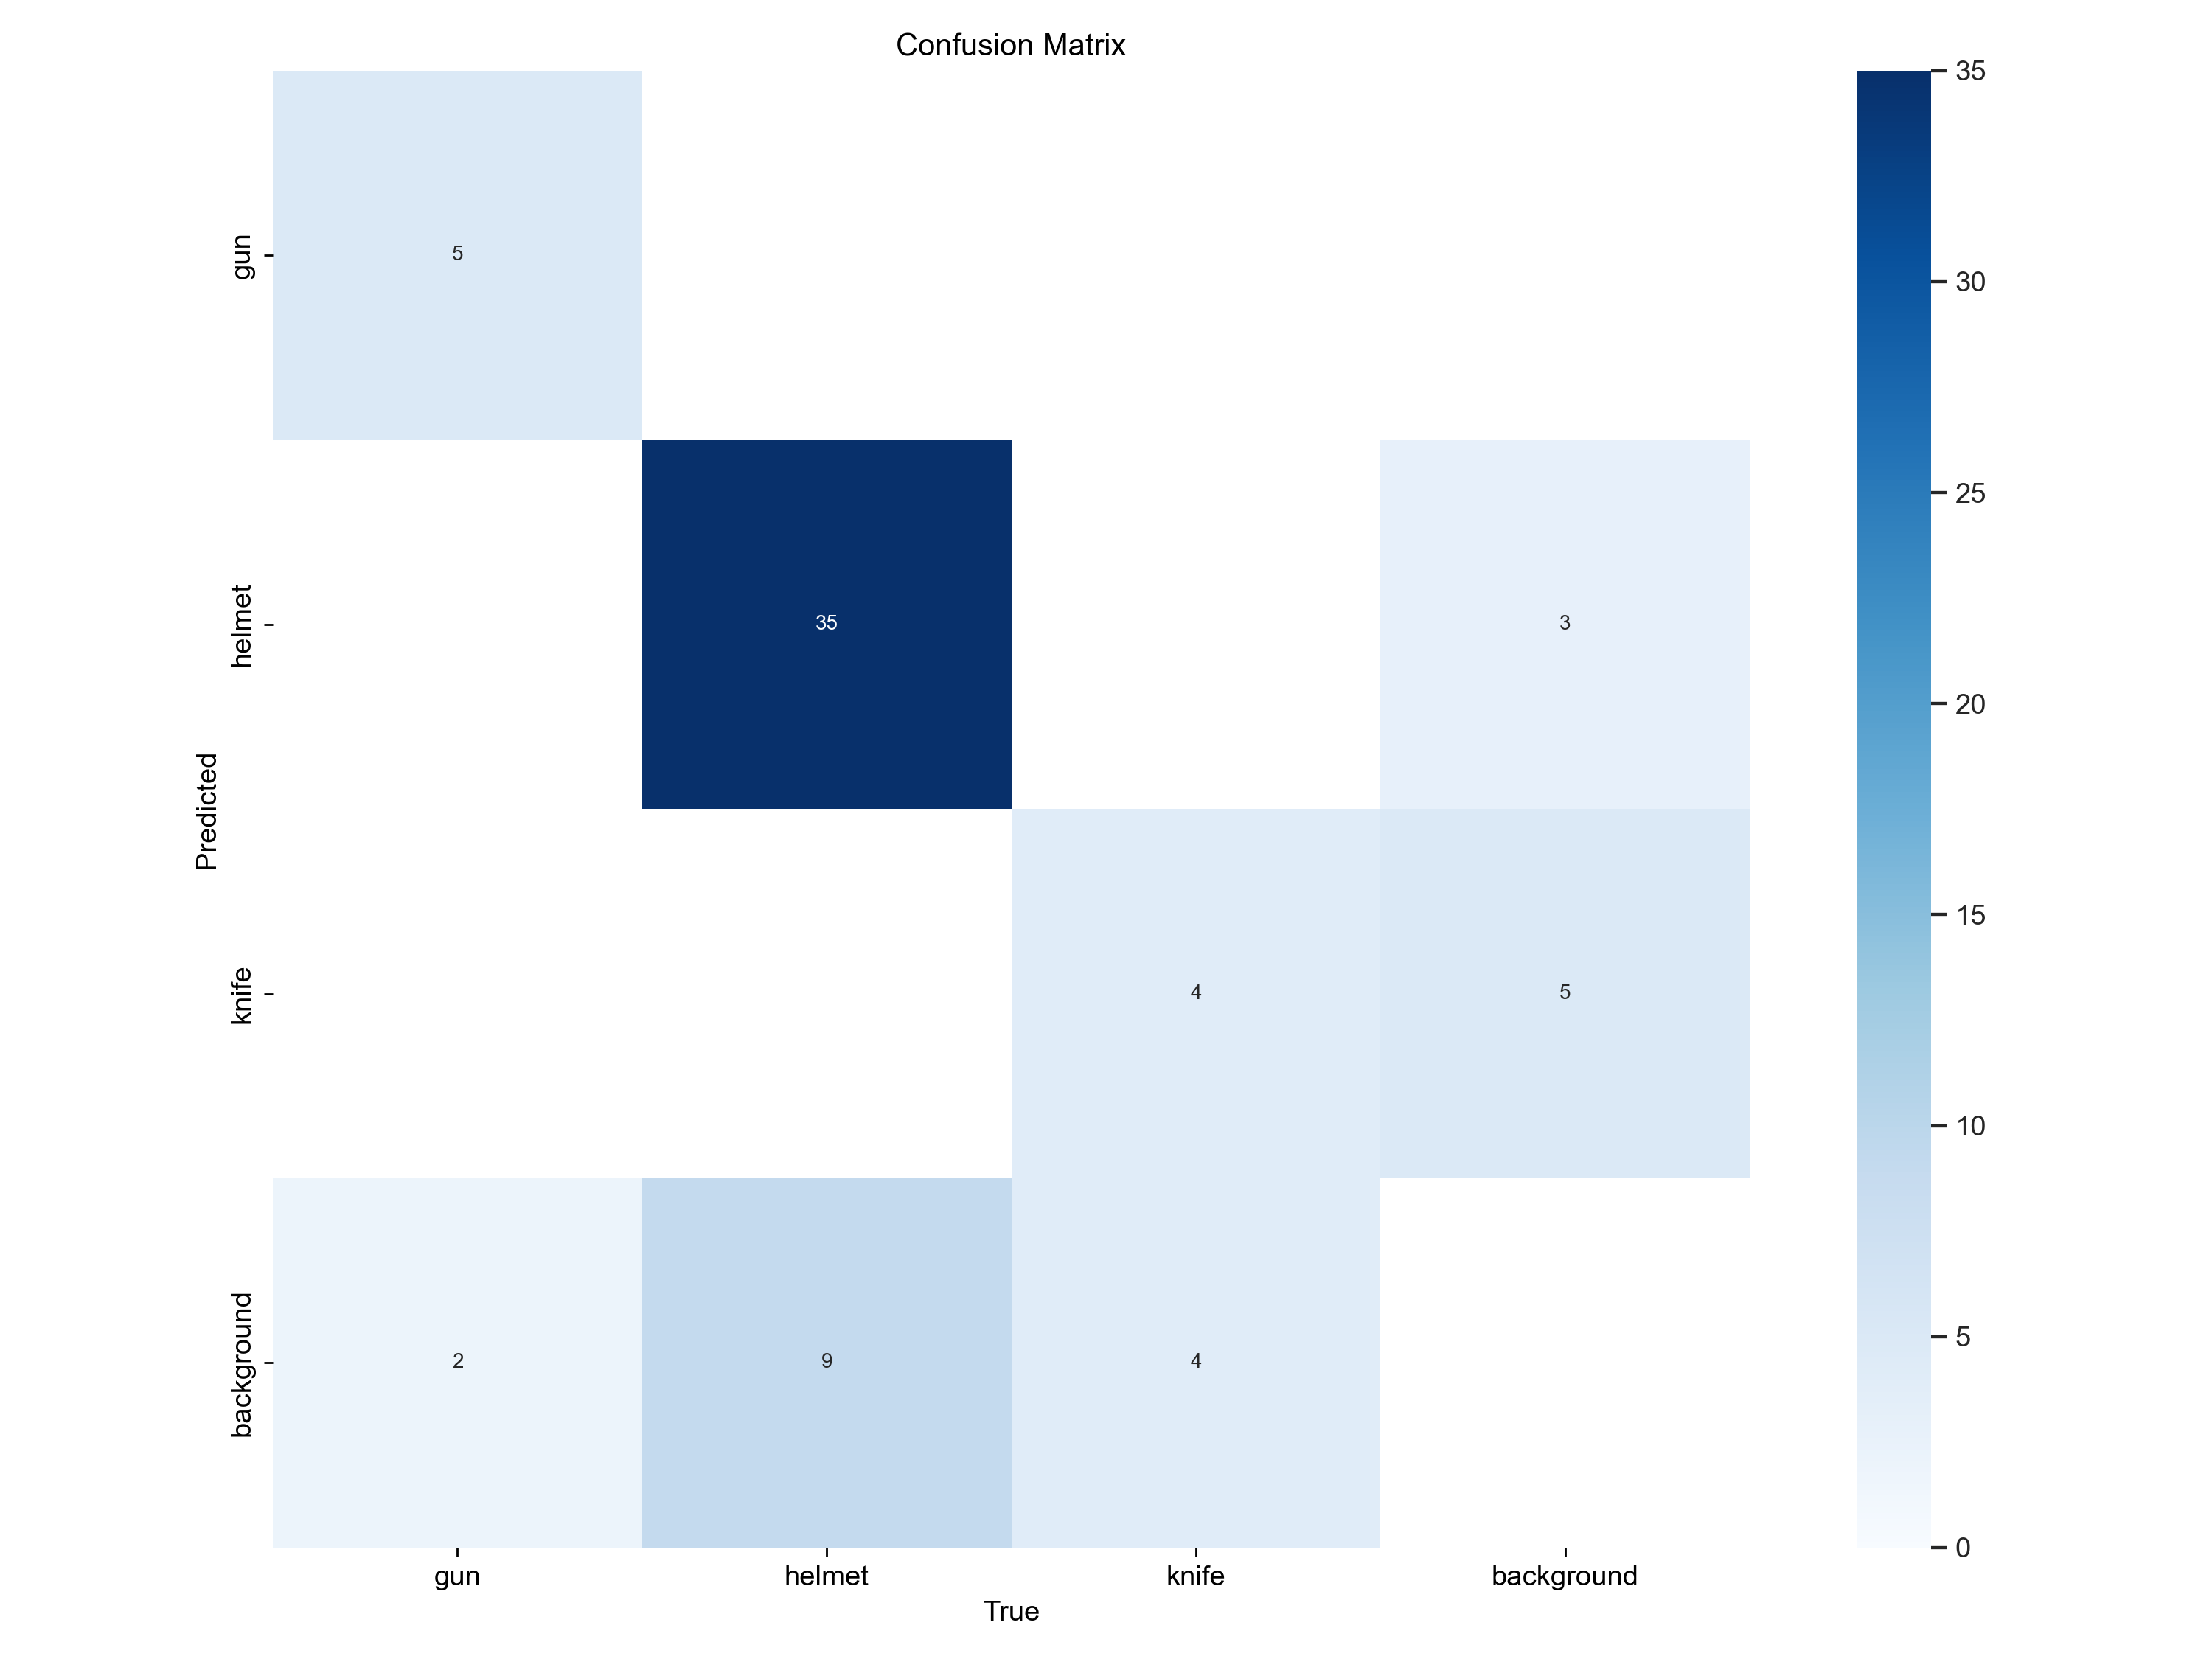 Confusion Matrix
gun
helmet
knife
background
Predicted
5
35
3
4
5
2
9
4
gun
helmet
knife
background
True
35
30
25
20
15
10
5
0